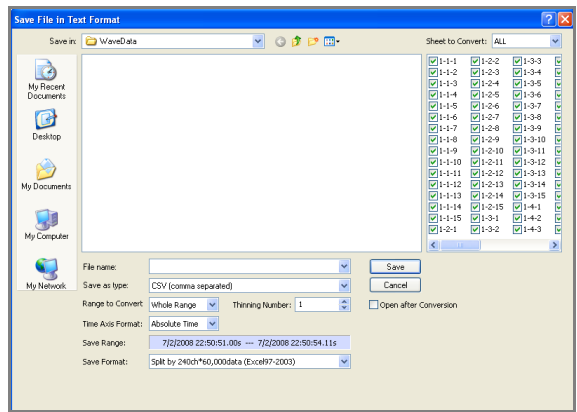 Save File in Text Format
Save in: WaveData Sheet to Convert: ALL
My Recent Documents
Desktop
My Documents
My Computer
My Network
1-1-1 1-2-2 1-3-3
1-1-2 1-2-3 1-3-4
1-1-3 1-2-4 1-3-5
1-1-4 1-2-5 1-3-6
1-1-5 1-2-6 1-3-7
1-1-6 1-2-7 1-3-8
1-1-7 1-2-8 1-3-9
1-1-8 1-2-9 1-3-10
1-1-9 1-2-10 1-3-11
1-1-10 1-2-11 1-3-12
1-1-11 1-2-12 1-3-13
1-1-12 1-2-13 1-3-14
1-1-13 1-2-14 1-3-15
1-1-14 1-2-15 1-4-1
1-1-15 1-3-1 1-4-2
1-2-1 1-3-2 1-4-3
File name: Save
Save as type: CSV (comma separated) Cancel
Range to Convert Whole Range Thinning Number: 1 Open after Conversion
Time Axis Format: Absolute Time
Save Range: 7/2/2008 22:50:51.00s --- 7/2/2008 22:50:54.11s
Save Format: Split by 240ch*60,000data (Excel97-2003)